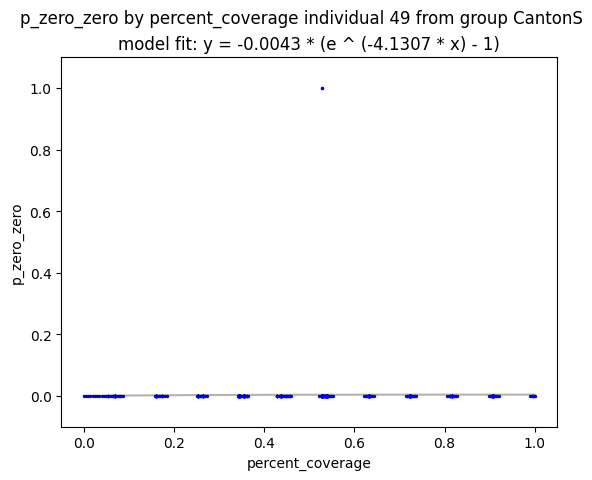 p_zero_zero by percent_coverage individual 49 from group CantonS
model fit: y = -0.0043 * (e ^ (-4.1307 * x) - 1)
1.0
0.8
0.6
0.4
0.2
0.0
p_zero_zero
0.0 0.2 0.4 0.6 0.8 1.0
percent_coverage